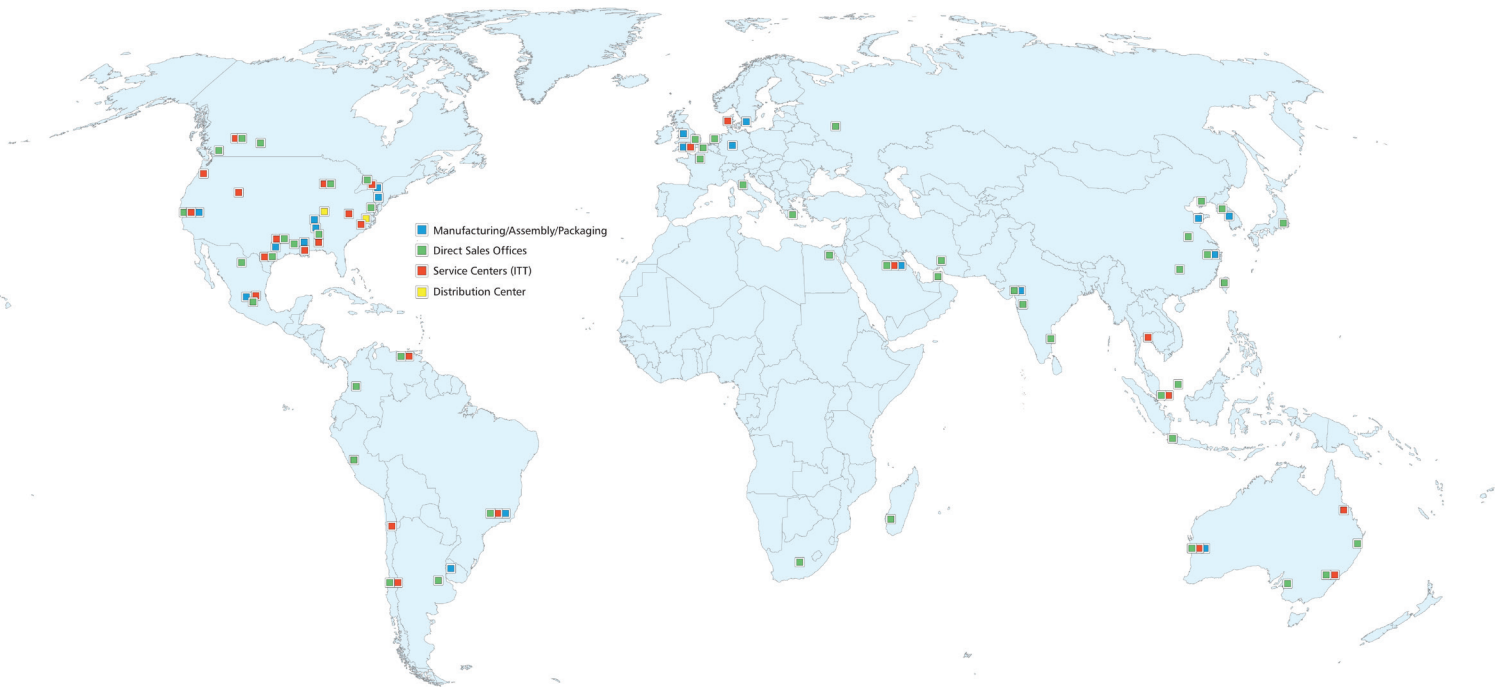 Manufacturing/Assembly/Packaging
Direct Sales Offices
Service Centers (ITT)
Distribution Center